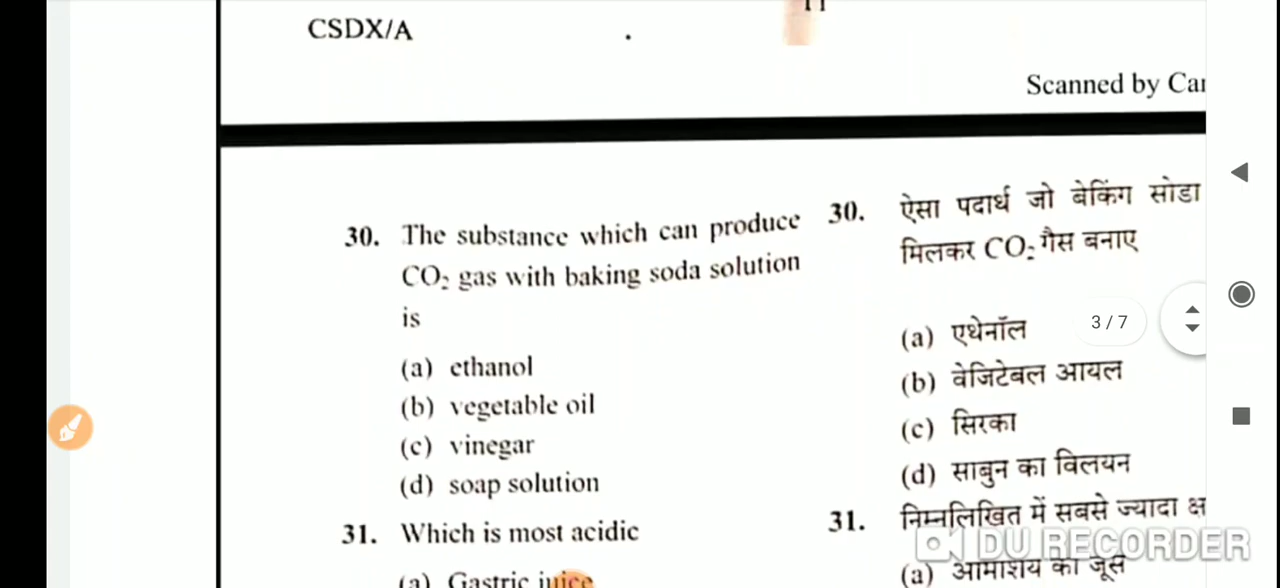 CSDX/A
Scanned by
30. The substance which can produce
CO₂ gas with baking soda solution
is
(a) ethanol
(b) vegetable oil
(c) vinegar
(d) soap solution
31. Which is most acidic
(a) Gastric juice
30. ऐसा पदार्थ जो बेकिंग सोडा
मिलकर CO₂ गैस बनाए
(a) एथेनॉल
(b) वेजिटेबल आयल
(c) सिरका
(d) साबुन का विलयन
31. निम्नलिखित में सबसे ज्यादा
(a) आमाशय का जूस
3 / 7
DU RECORDER